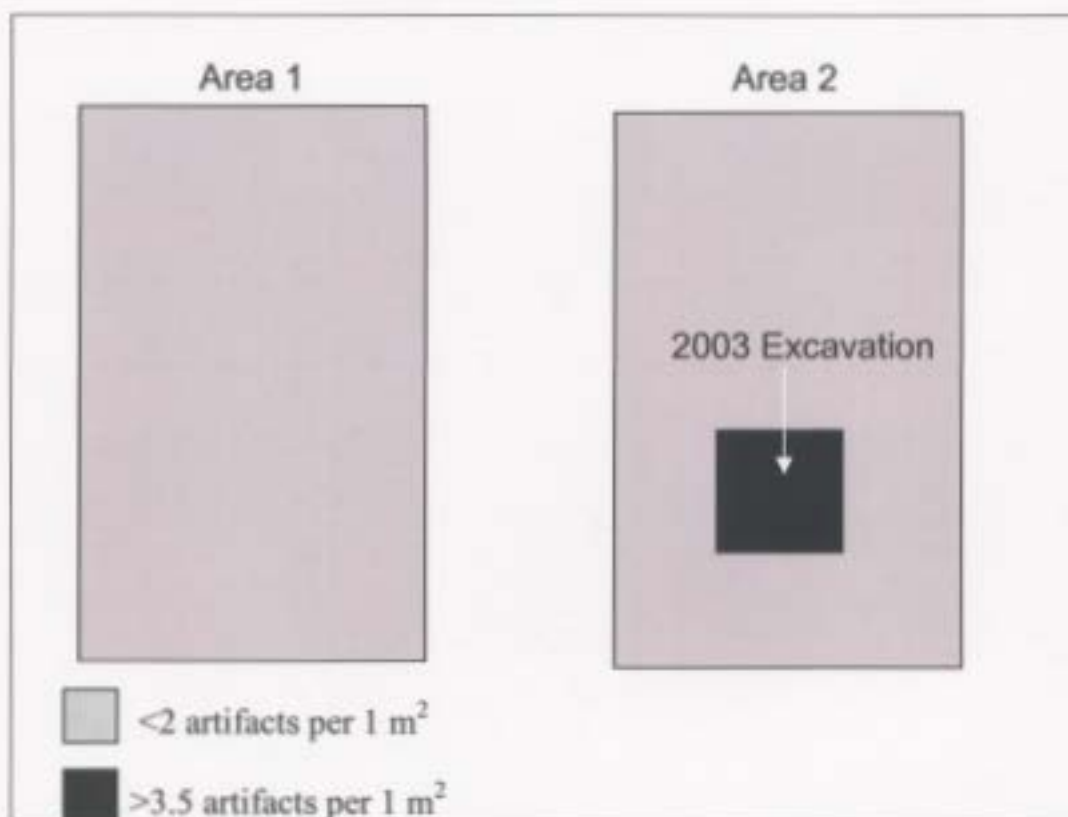 Area 1
Area 2
2003 Excavation
<2 artifacts per 1 m²
>3.5 artifacts per 1 m²